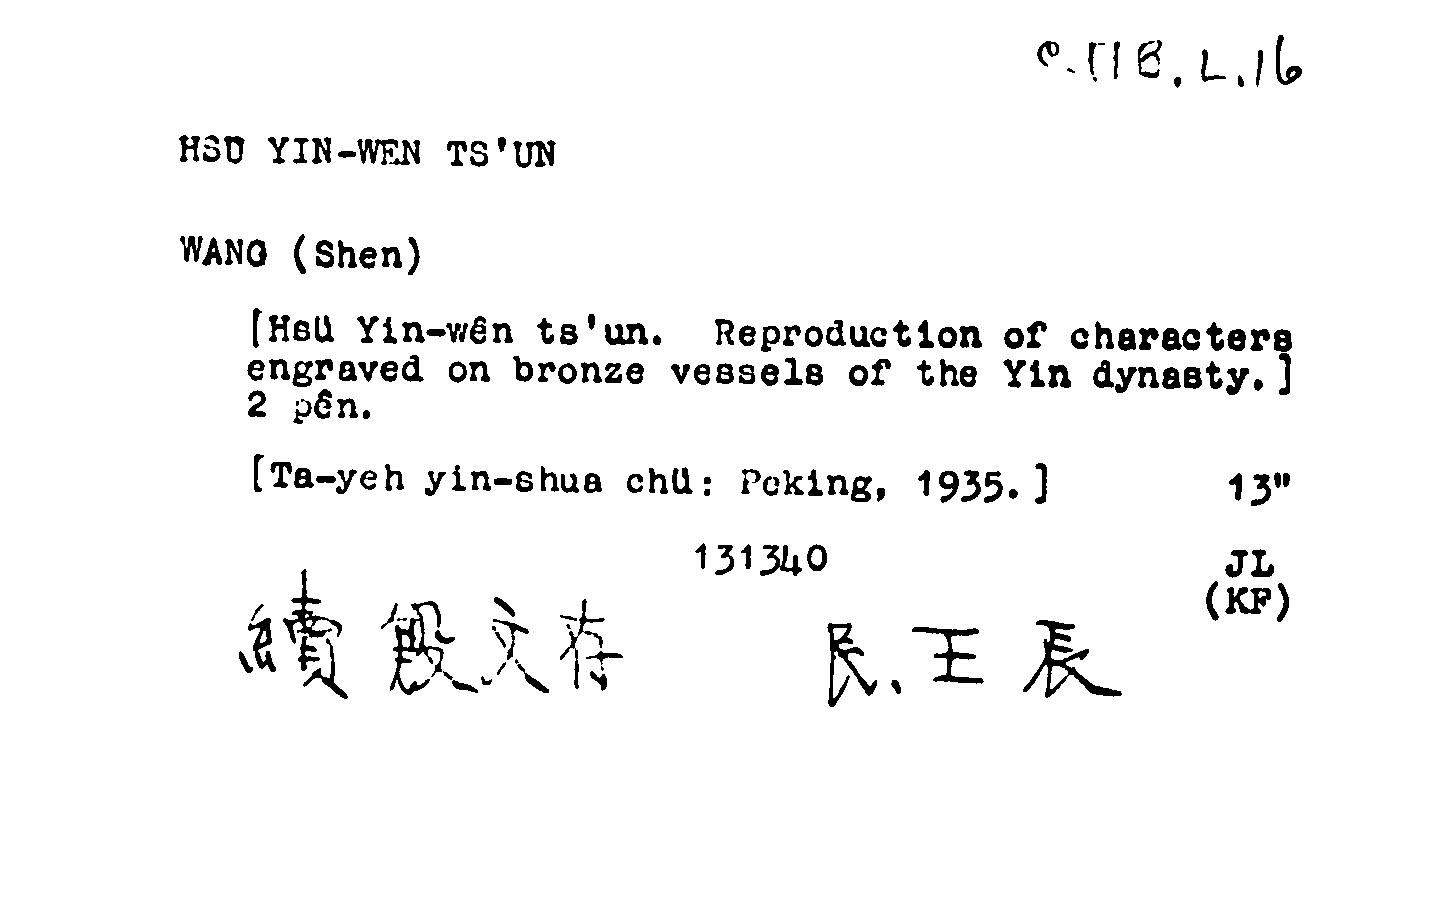 C.118.L.16
HSÜ YIN-WEN TS'UN
WANG (Shen)
[Hsü Yin-wên ts'un. Reproduction of characters
engraved on bronze vessels of the Yin dynasty.]
2 pên.
[Ta-yeh yin-shua chü: Peking, 1935.] 13"
131340 JL
(KF)
續殷文存 民.王辰